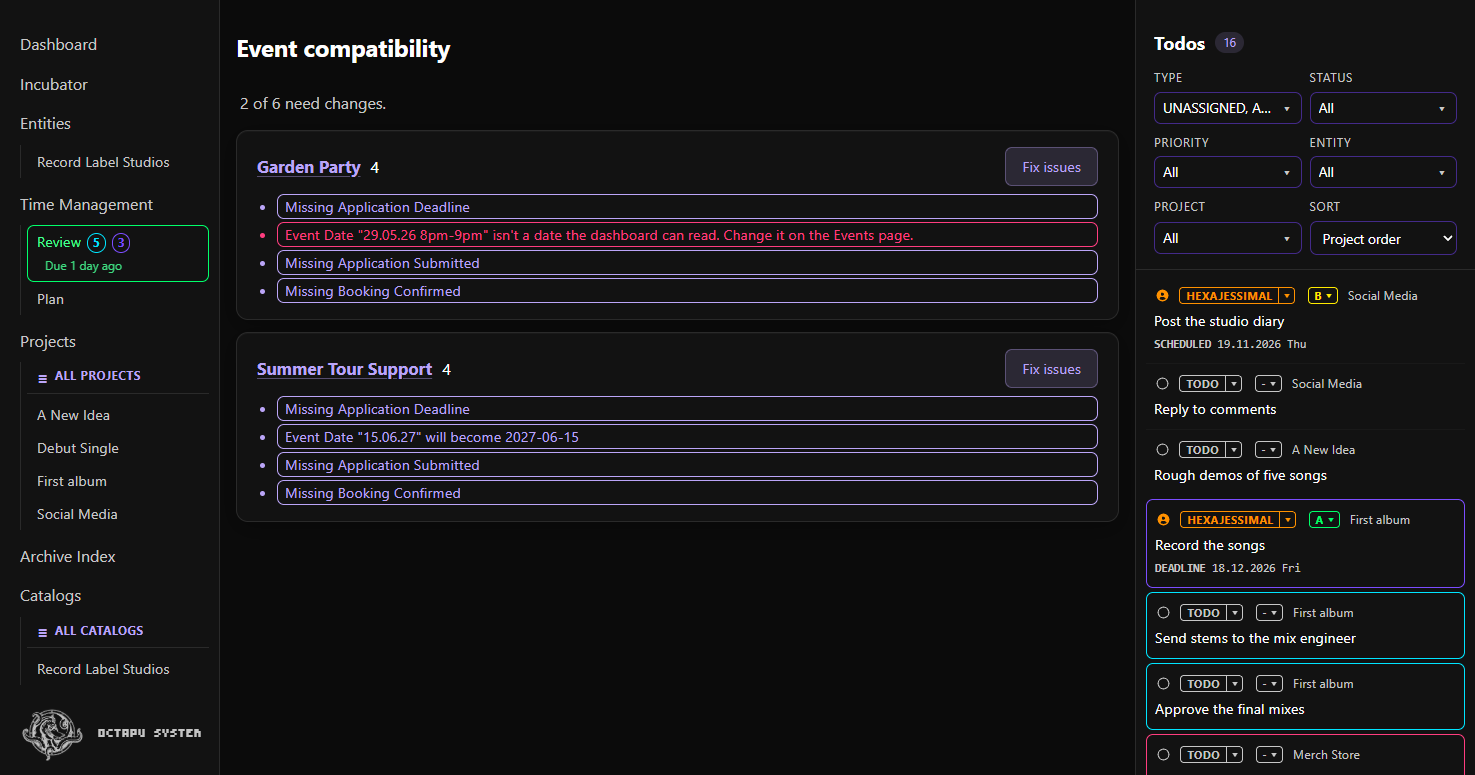 Dashboard
Incubator
Entities
Record Label Studios
Time Management
Review 5 3
Due 1 day ago
Plan
Projects
ALL PROJECTS
A New Idea
Debut Single
First album
Social Media
Archive Index
Catalogs
ALL CATALOGS
Record Label Studios
OCTAPU SYSTEM
Event compatibility
2 of 6 need changes.
Garden Party 4
Fix issues
Missing Application Deadline
Event Date "29.05.26 8pm-9pm" isn't a date the dashboard can read. Change it on the Events page.
Missing Application Submitted
Missing Booking Confirmed
Summer Tour Support 4
Fix issues
Missing Application Deadline
Event Date "15.06.27" will become 2027-06-15
Missing Application Submitted
Missing Booking Confirmed
Todos 16
TYPE STATUS
UNASSIGNED, A... All
PRIORITY ENTITY
All All
PROJECT SORT
All Project order
HEXAJESSIMAL B Social Media
Post the studio diary
SCHEDULED 19.11.2026 Thu
TODO - Social Media
Reply to comments
TODO - A New Idea
Rough demos of five songs
HEXAJESSIMAL A First album
Record the songs
DEADLINE 18.12.2026 Fri
TODO - First album
Send stems to the mix engineer
TODO - First album
Approve the final mixes
TODO - Merch Store